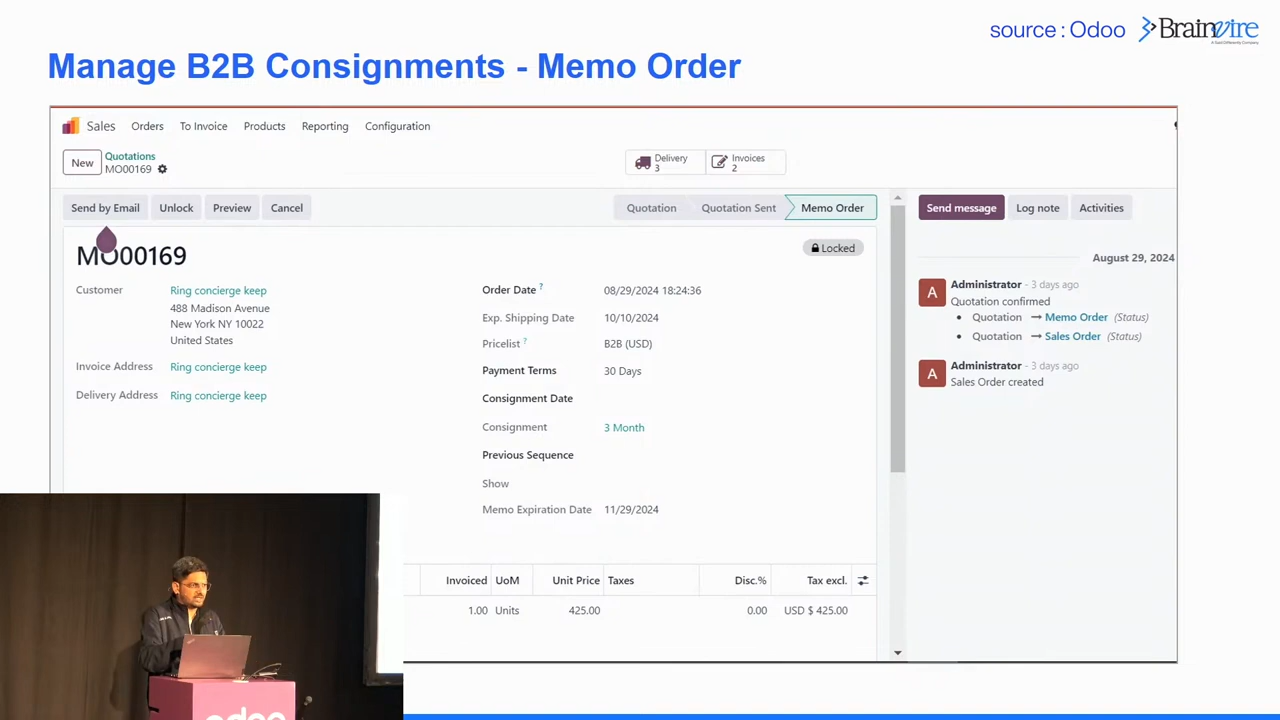 source : Odoo
Brainvire
Manage B2B Consignments - Memo Order
Sales Orders To Invoice Products Reporting Configuration
New
Quotations
MO00169
Delivery
3
Invoices
2
Send by Email Unlock Preview Cancel
Quotation Quotation Sent Memo Order
Send message Log note Activities
MO00169
Locked
Customer Ring concierge keep
488 Madison Avenue
New York NY 10022
United States
Invoice Address Ring concierge keep
Delivery Address Ring concierge keep
Order Date ? 08/29/2024 18:24:36
Exp. Shipping Date 10/10/2024
Pricelist ? B2B (USD)
Payment Terms 30 Days
Consignment Date
Consignment 3 Month
Previous Sequence
Show
Memo Expiration Date 11/29/2024
Invoiced UoM Unit Price Taxes Disc.% Tax excl.
1.00 Units 425.00 0.00 USD $ 425.00
August 29, 2024
A
Administrator - 3 days ago
Quotation confirmed
• Quotation → Memo Order (Status)
• Quotation → Sales Order (Status)
A
Administrator - 3 days ago
Sales Order created
odoo